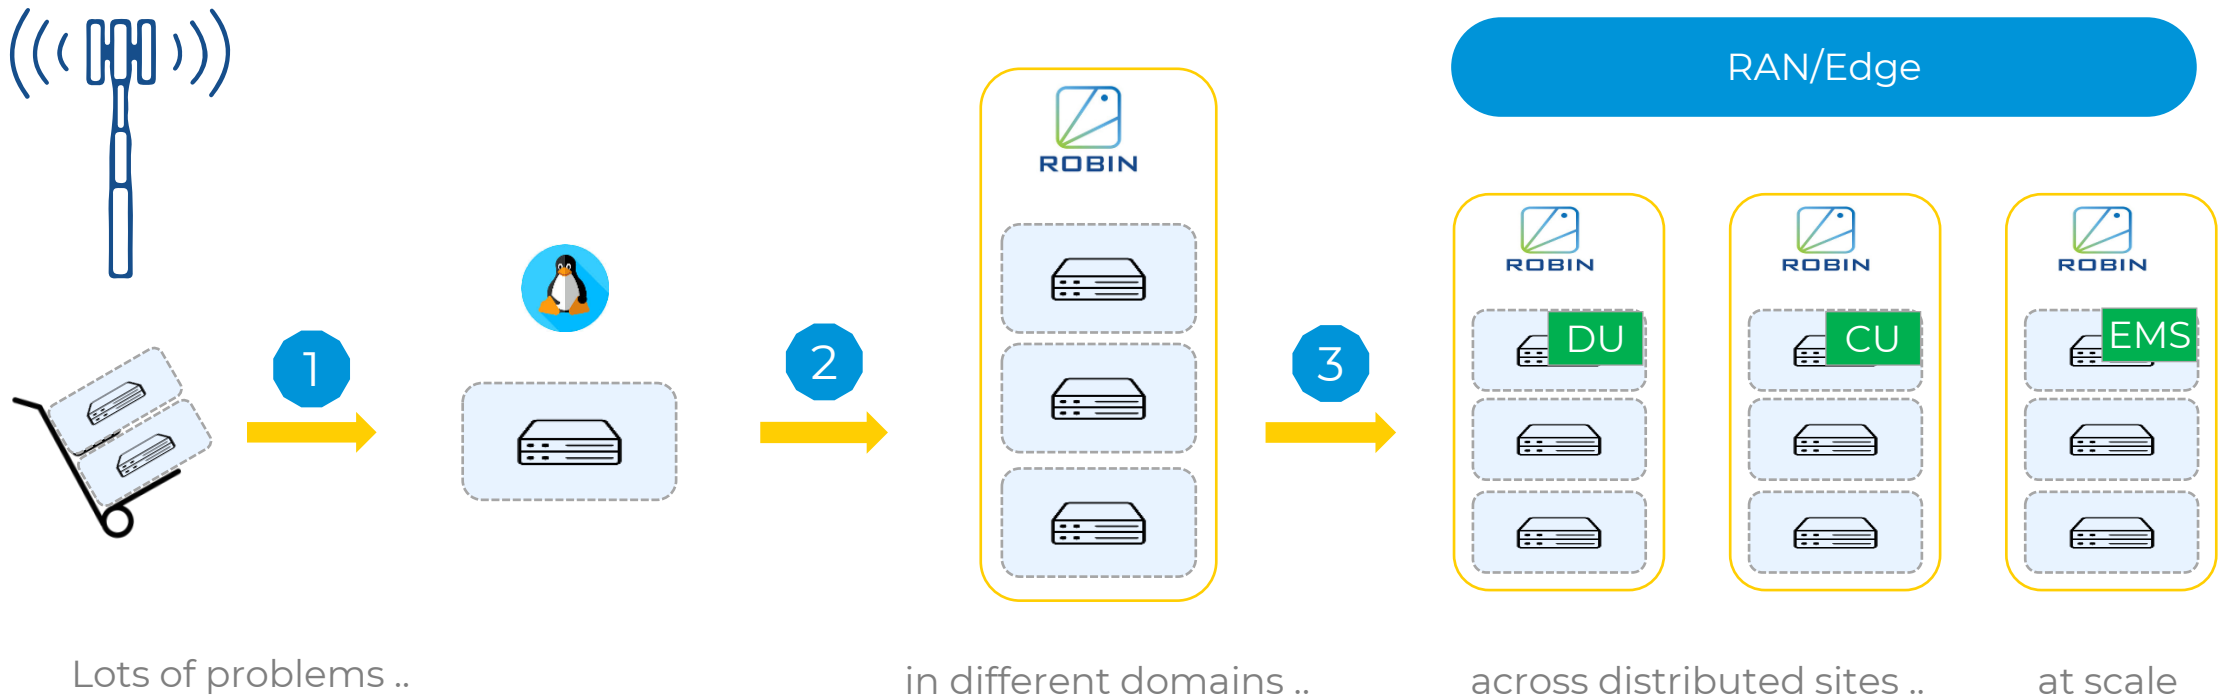 RAN/Edge
ROBIN
ROBIN
ROBIN
ROBIN
1
2
3
DU
CU
EMS
Lots of problems ..
in different domains ..
across distributed sites ..
at scale